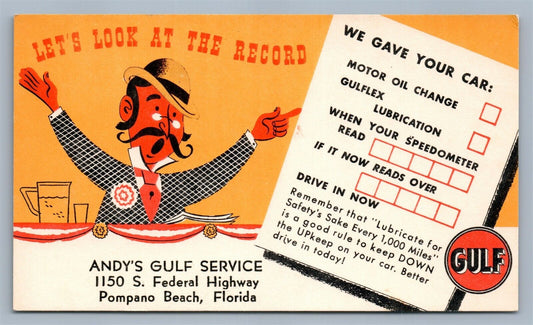 LET'S LOOK AT THE RECORD
WE GAVE YOUR CAR:
MOTOR OIL CHANGE
GULFLEX
LUBRICATION
WHEN YOUR SPEEDOMETER
READ
IF IT NOW READS OVER
DRIVE IN NOW
Remember that "Lubricate for
Safety's Sake Every 1,000 Miles"
is a good rule to keep DOWN
the UPkeep on your car. Better
drive in today!
GULF
ANDY'S GULF SERVICE
1150 S. Federal Highway
Pompano Beach, Florida